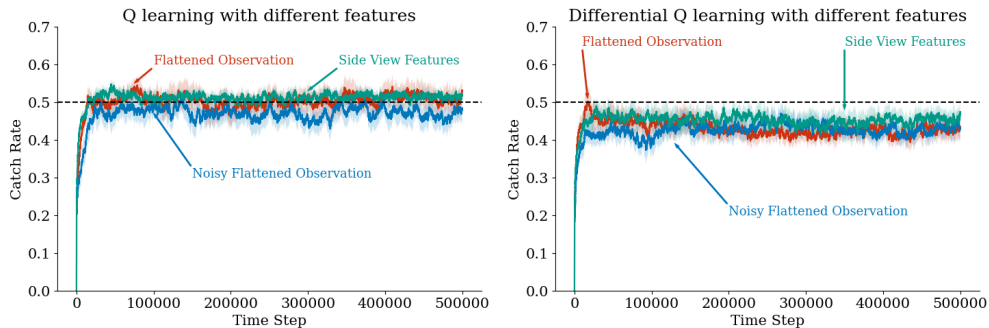 Q learning with different features
0.7
0.6
0.5
0.4
0.3
0.2
0.1
0.0
Catch Rate
Flattened Observation
Side View Features
Noisy Flattened Observation
0
100000
200000
300000
400000
500000
Time Step
Differential Q learning with different features
0.7
0.6
0.5
0.4
0.3
0.2
0.1
0.0
Catch Rate
Flattened Observation
Side View Features
Noisy Flattened Observation
0
100000
200000
300000
400000
500000
Time Step